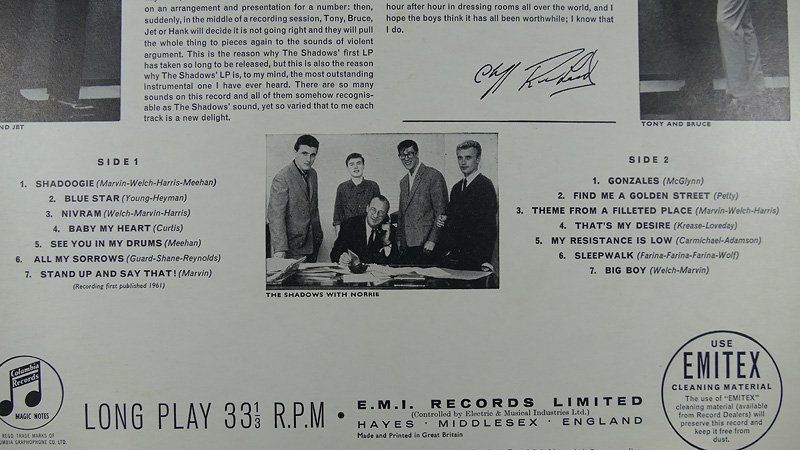 on an arrangement and presentation for a number: then,
suddenly, in the middle of a recording session, Tony, Bruce,
Jet or Hank will decide it is not going right and they will pull
the whole thing to pieces again to the sounds of violent
argument. This is the reason why The Shadows' first LP
has taken so long to be released, but this is also the reason
why The Shadows' LP is, to my mind, the most outstanding
instrumental one I have ever heard. There are so many
sounds on this record and all of them somehow recognis-
able as The Shadows' sound, yet so varied that to me each
track is a new delight.
hour after hour in dressing rooms all over the world, and I
hope the boys think it has all been worthwhile; I know that
I do.
Cliff Richard
ND JET
TONY AND BRUCE
SIDE 1
1. SHADOOGIE (Marvin-Welch-Harris-Meehan)
2. BLUE STAR (Young-Heyman)
3. NIVRAM (Welch-Marvin-Harris)
4. BABY MY HEART (Curtis)
5. SEE YOU IN MY DRUMS (Meehan)
6. ALL MY SORROWS (Guard-Shane-Reynolds)
7. STAND UP AND SAY THAT! (Marvin)
(Recording first published 1961)
THE SHADOWS WITH NORRIE
SIDE 2
1. GONZALES (McGlynn)
2. FIND ME A GOLDEN STREET (Petty)
3. THEME FROM A FILLETED PLACE (Marvin-Welch-Harris)
4. THAT'S MY DESIRE (Krease-Loveday)
5. MY RESISTANCE IS LOW (Carmichael-Adamson)
6. SLEEPWALK (Farina-Farina-Farina-Wolf)
7. BIG BOY (Welch-Marvin)
Columbia
Records
MAGIC NOTES
REGD. TRADE MARKS OF
UMBIA GRAPHOPHONE CO. LTD.
LONG PLAY 33 1/3 R.P.M •
E.M.I. RECORDS LIMITED
(Controlled by Electric & Musical Industries Ltd.)
HAYES • MIDDLESEX • ENGLAND
Made and Printed in Great Britain
USE
EMITEX
CLEANING MATERIAL
The use of "EMITEX"
cleaning material (available
from Record Dealers) will
preserve this record and
keep it free from
dust.